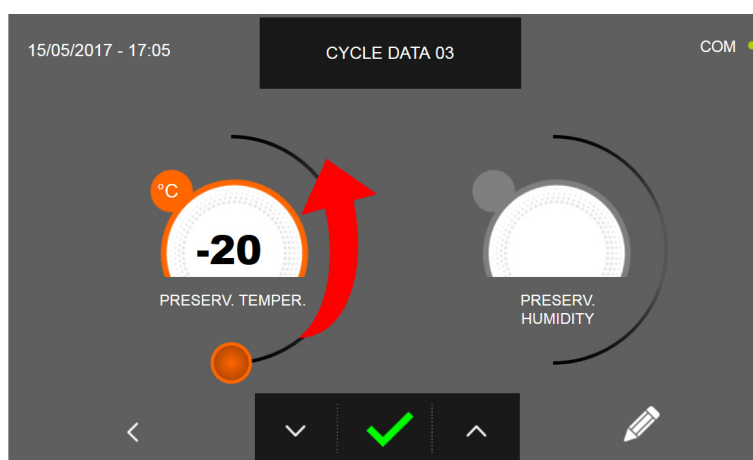 15/05/2017 - 17:05
CYCLE DATA 03
COM
°C
-20
PRESERV. TEMPER.
PRESERV.
HUMIDITY